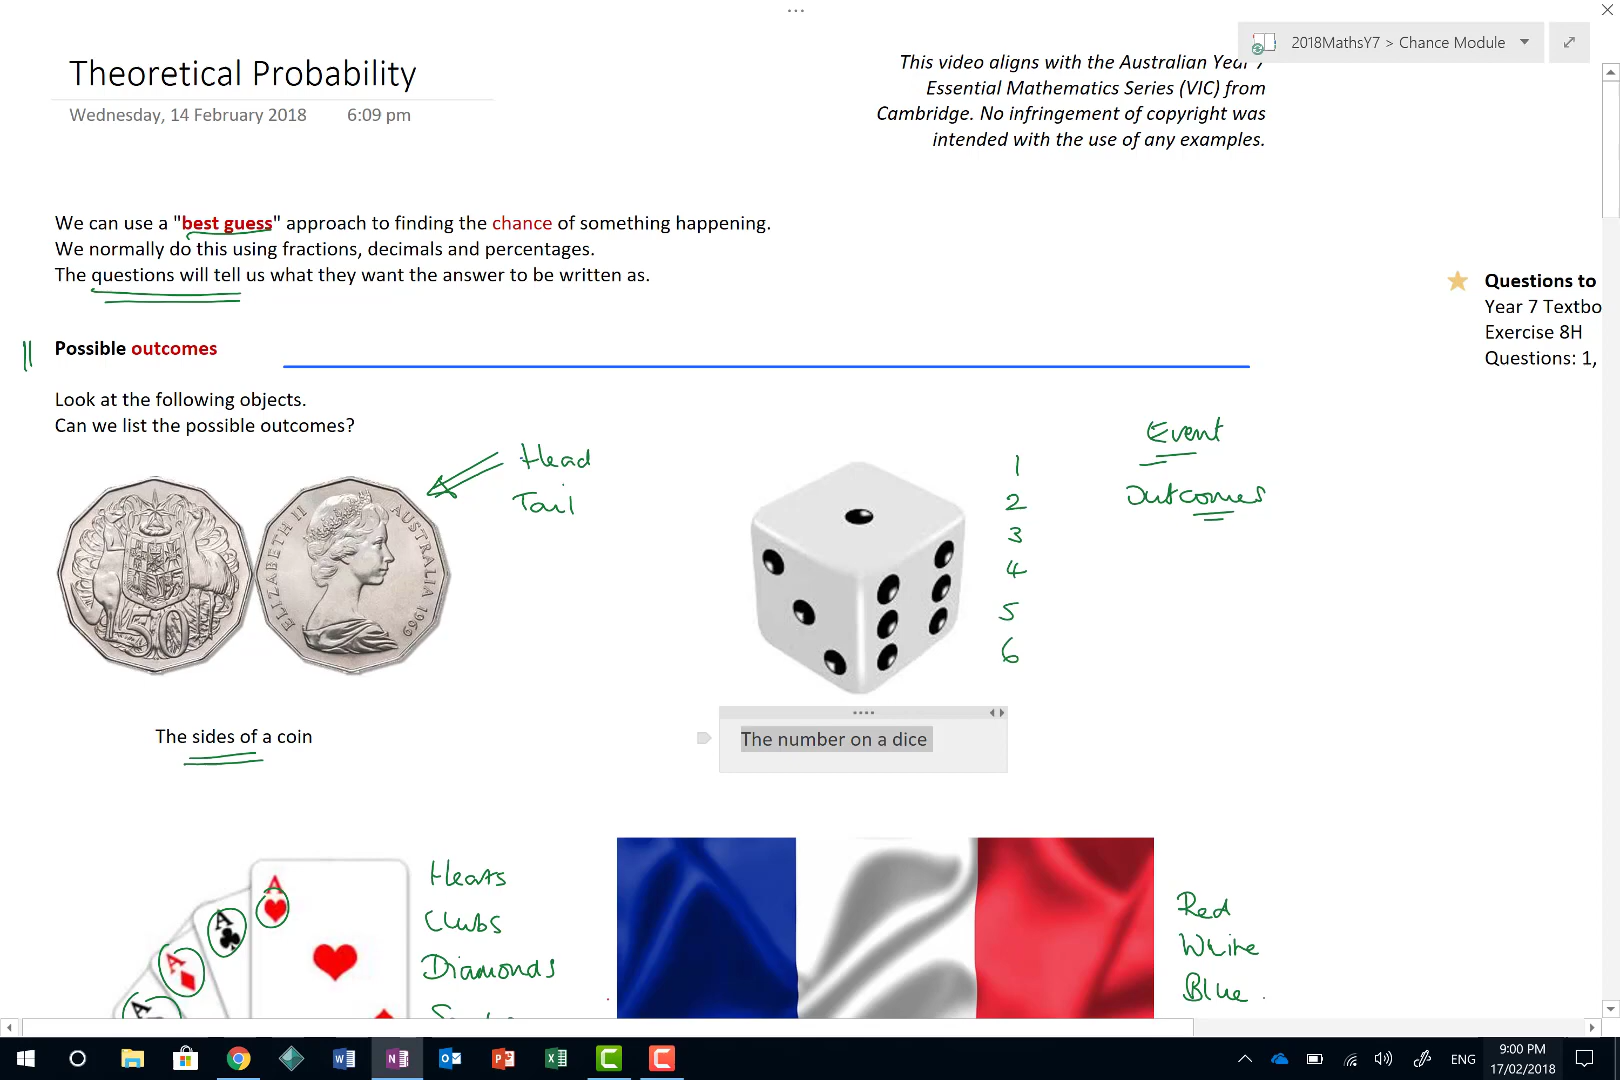 2018MathsY7 > Chance Module
Theoretical Probability
Wednesday, 14 February 2018 6:09 pm
This video aligns with the Australian Year 7
Essential Mathematics Series (VIC) from
Cambridge. No infringement of copyright was
intended with the use of any examples.
We can use a "best guess" approach to finding the chance of something happening.
We normally do this using fractions, decimals and percentages.
The questions will tell us what they want the answer to be written as.
Questions to
Year 7 Textbo
Exercise 8H
Questions: 1,
Possible outcomes
Look at the following objects.
Can we list the possible outcomes?
Head
Tail
50
ELIZABETH II
AUSTRALIA 1969
1
2
3
4
5
6
Event
Outcomes
The sides of a coin
The number on a dice
A
A
A
A
Hearts
Clubs
Diamonds
Red
White
Blue.
ENG
9:00 PM
17/02/2018